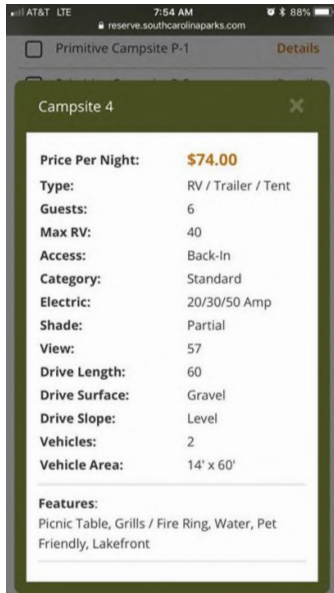 AT&T LTE 7:54 AM 88%
reserve.southcarolinaparks.com
Primitive Campsite P-1 Details
Campsite 4 ×
Price Per Night: $74.00
Type: RV / Trailer / Tent
Guests: 6
Max RV: 40
Access: Back-In
Category: Standard
Electric: 20/30/50 Amp
Shade: Partial
View: 57
Drive Length: 60
Drive Surface: Gravel
Drive Slope: Level
Vehicles: 2
Vehicle Area: 14' x 60'
Features:
Picnic Table, Grills / Fire Ring, Water, Pet
Friendly, Lakefront